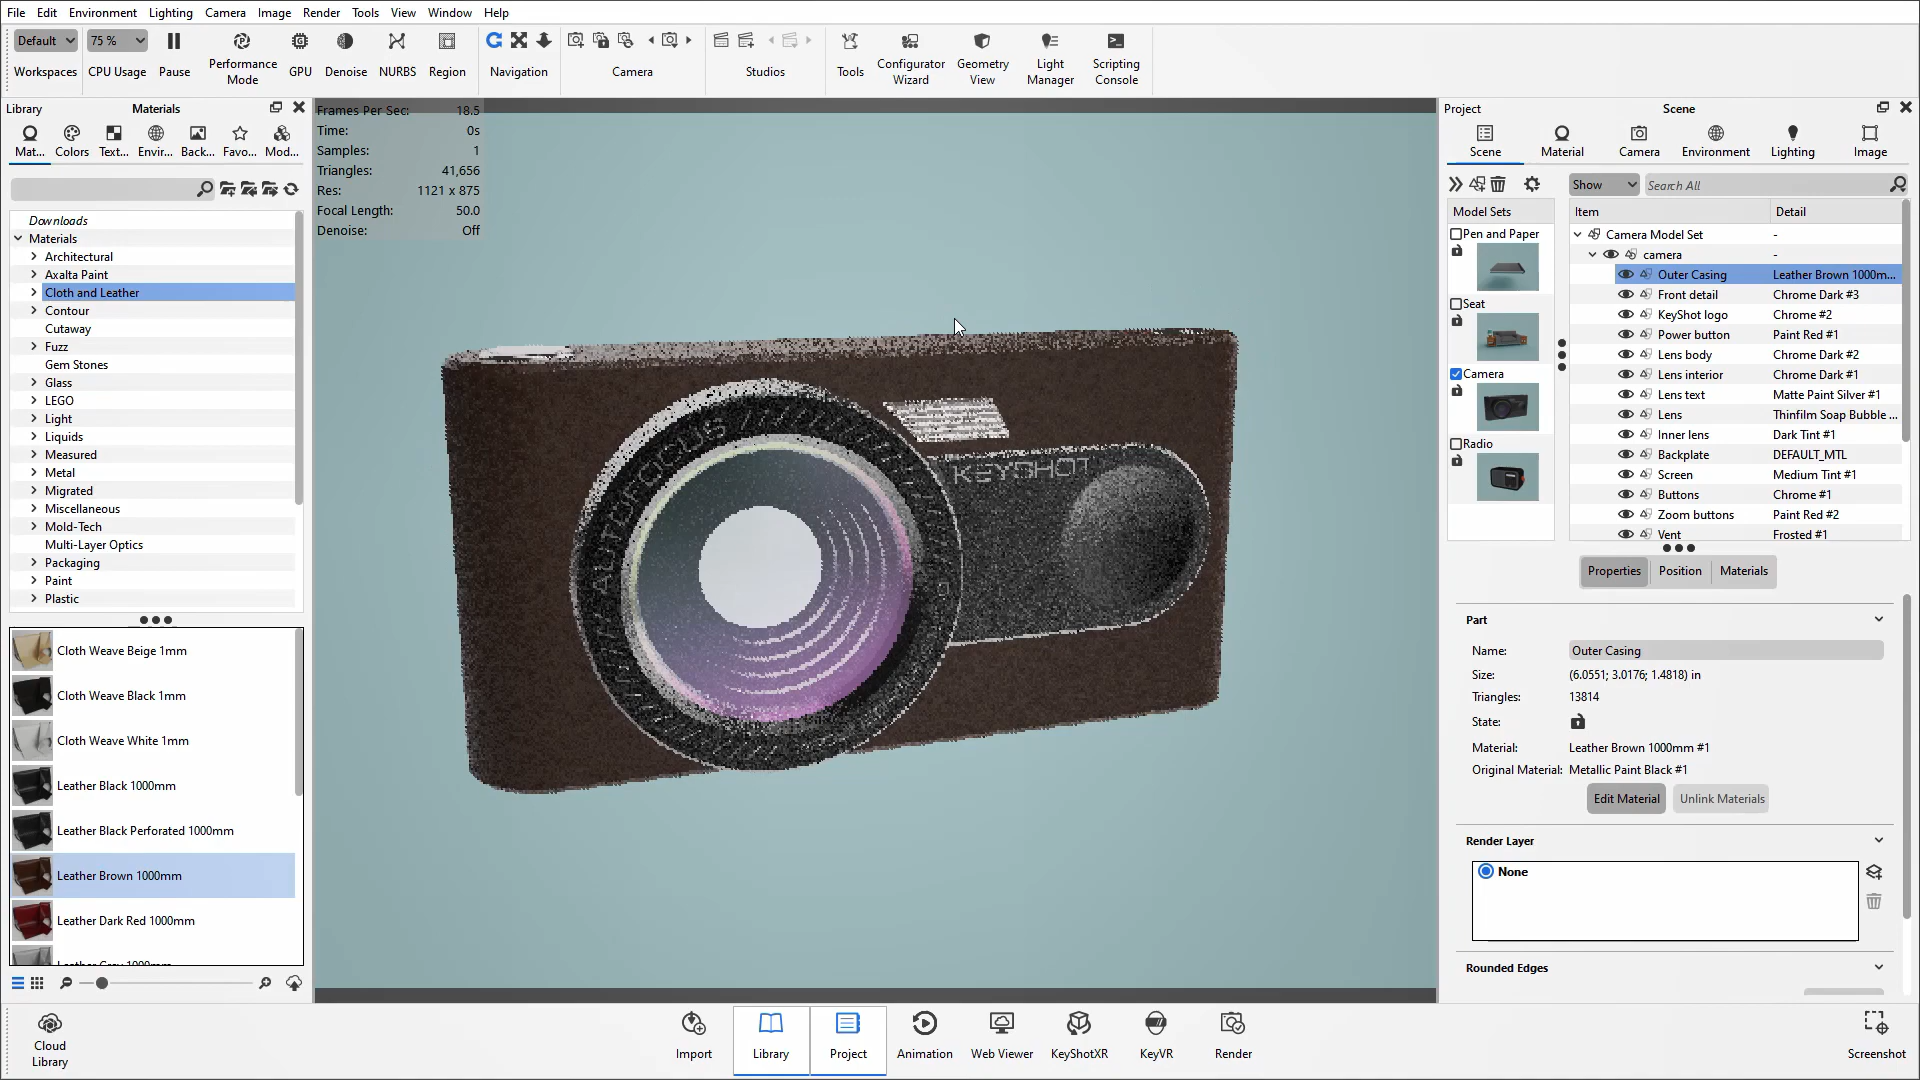 File Edit Environment Lighting Camera Image Render Tools View Window Help
Default 75 %
Workspaces CPU Usage Pause Performance Mode GPU Denoise NURBS Region Navigation Camera Studios Tools Configurator Wizard Geometry View Light Manager Scripting Console
Library Materials
Mat... Colors Text... Envir... Back... Favo... Mod...
Downloads
Materials
Architectural
Axalta Paint
Cloth and Leather
Contour
Cutaway
Fuzz
Gem Stones
Glass
LEGO
Light
Liquids
Measured
Metal
Migrated
Miscellaneous
Mold-Tech
Multi-Layer Optics
Packaging
Paint
Plastic
Cloth Weave Beige 1mm
Cloth Weave Black 1mm
Cloth Weave White 1mm
Leather Black 1000mm
Leather Black Perforated 1000mm
Leather Brown 1000mm
Leather Dark Red 1000mm
Leather Grey 1000mm
Frames Per Sec: 18.5
Time: 0s
Samples: 1
Triangles: 41,656
Res: 1121 x 875
Focal Length: 50.0
Denoise: Off
AUTOFOCUS
KEYSHOT
Project Scene
Scene Material Camera Environment Lighting Image
Show Search All
Model Sets
Pen and Paper
Seat
Camera
Radio
Item Detail
Camera Model Set -
camera -
Outer Casing Leather Brown 1000m...
Front detail Chrome Dark #3
KeyShot logo Chrome #2
Power button Paint Red #1
Lens body Chrome Dark #2
Lens interior Chrome Dark #1
Lens text Matte Paint Silver #1
Lens Thinfilm Soap Bubble ...
Inner lens Dark Tint #1
Backplate DEFAULT_MTL
Screen Medium Tint #1
Buttons Chrome #1
Zoom buttons Paint Red #2
Vent Frosted #1
Properties Position Materials
Part
Name: Outer Casing
Size: (6.0551; 3.0176; 1.4818) in
Triangles: 13814
State:
Material: Leather Brown 1000mm #1
Original Material: Metallic Paint Black #1
Edit Material Unlink Materials
Render Layer
None
Rounded Edges
Cloud Library
Import Library Project Animation Web Viewer KeyShotXR KeyVR Render
Screenshot